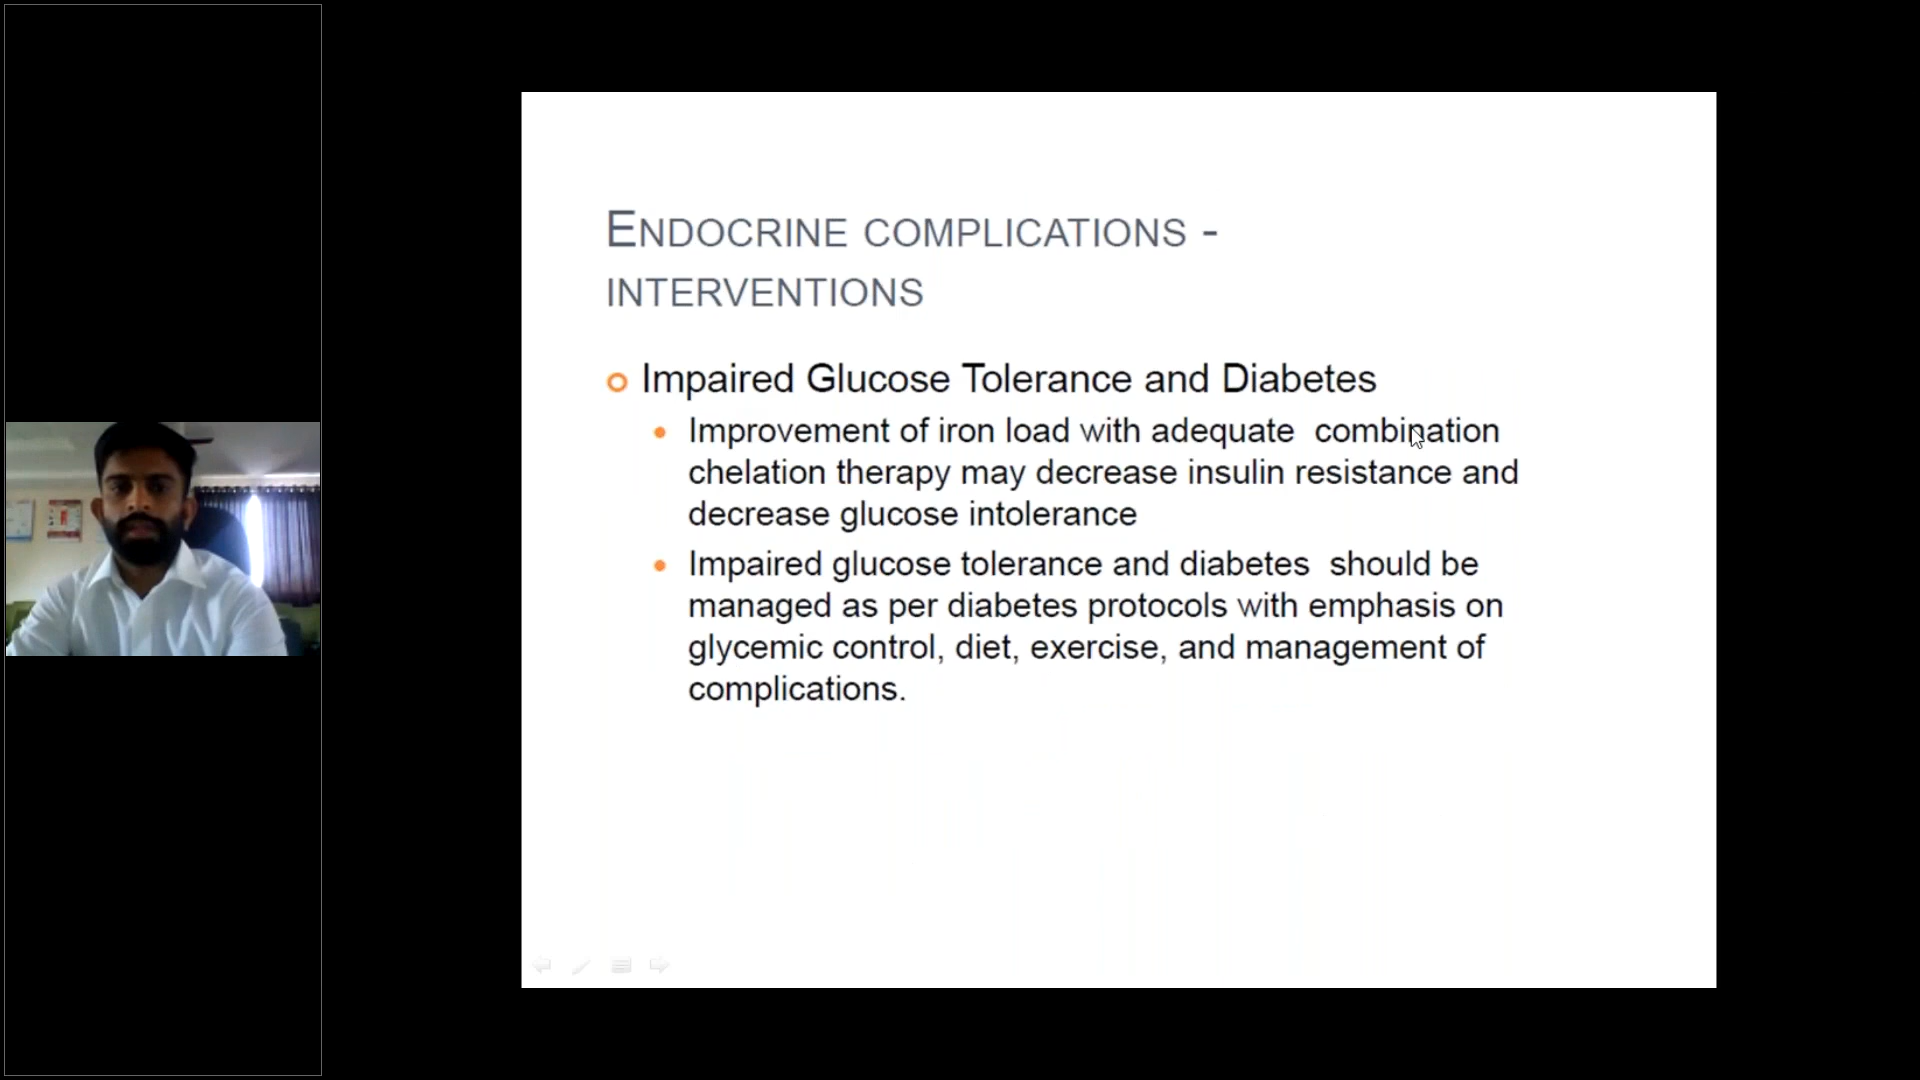 ENDOCRINE COMPLICATIONS -
INTERVENTIONS
Impaired Glucose Tolerance and Diabetes
Improvement of iron load with adequate  combination
chelation therapy may decrease insulin resistance and
decrease glucose intolerance
Impaired glucose tolerance and diabetes  should be
managed as per diabetes protocols with emphasis on
glycemic control, diet, exercise, and management of
complications.